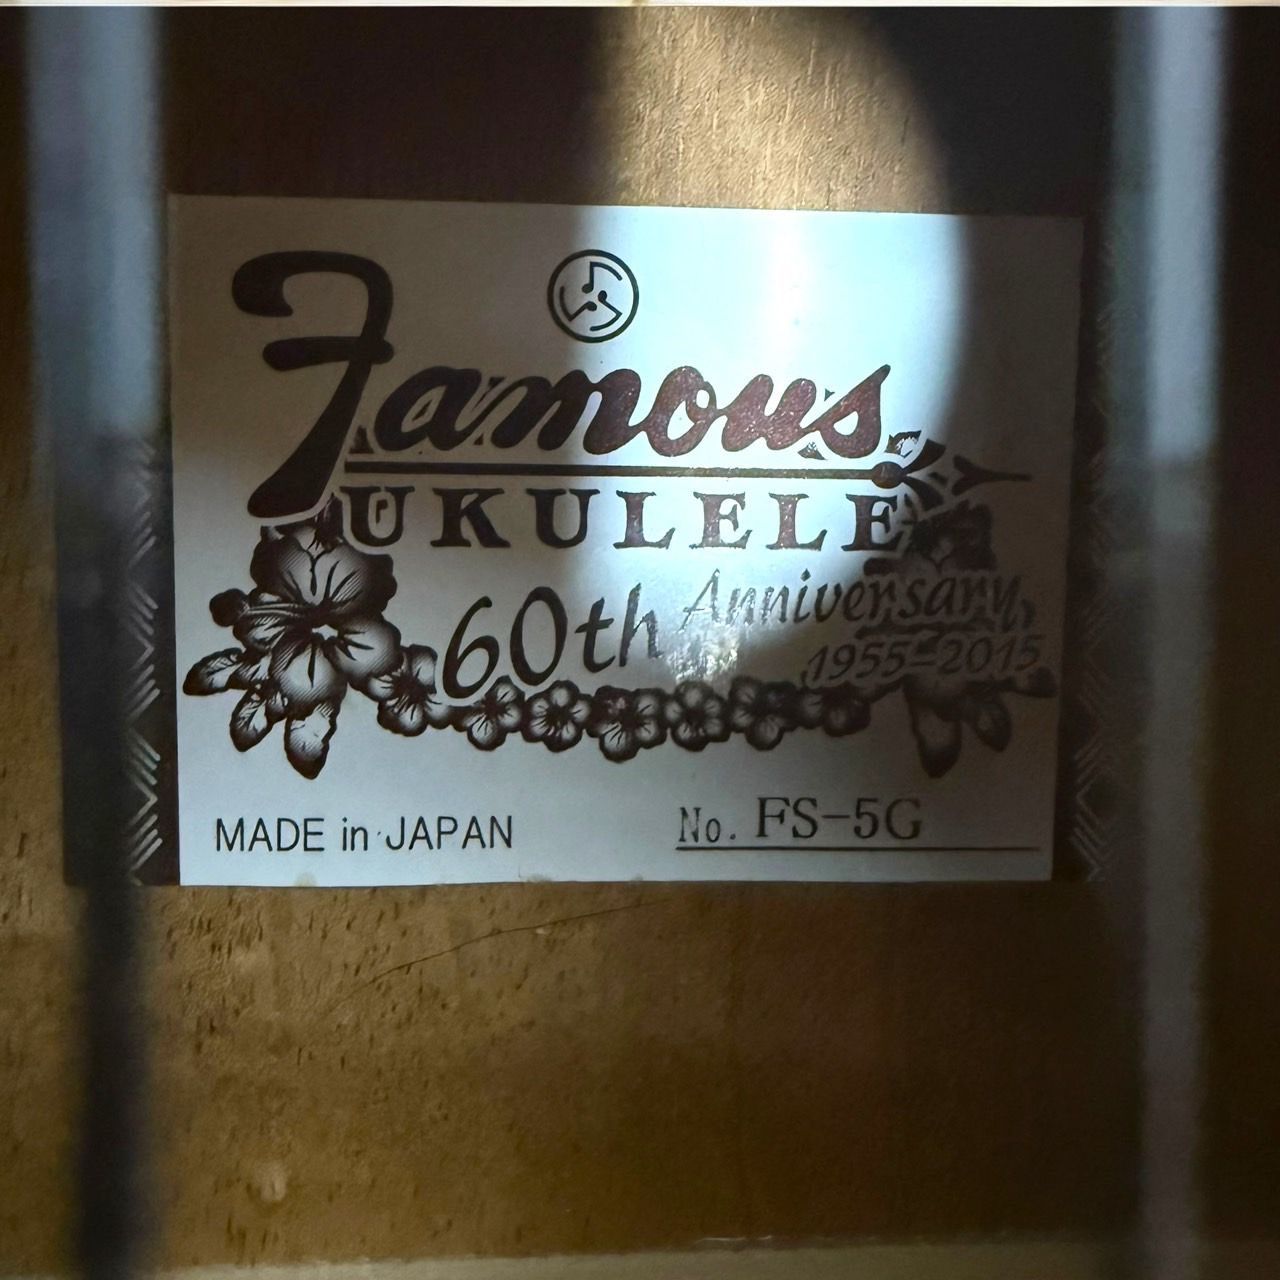 Famous
UKULELE
60th Anniversary
1955-2015
MADE in JAPAN
No. FS-5G